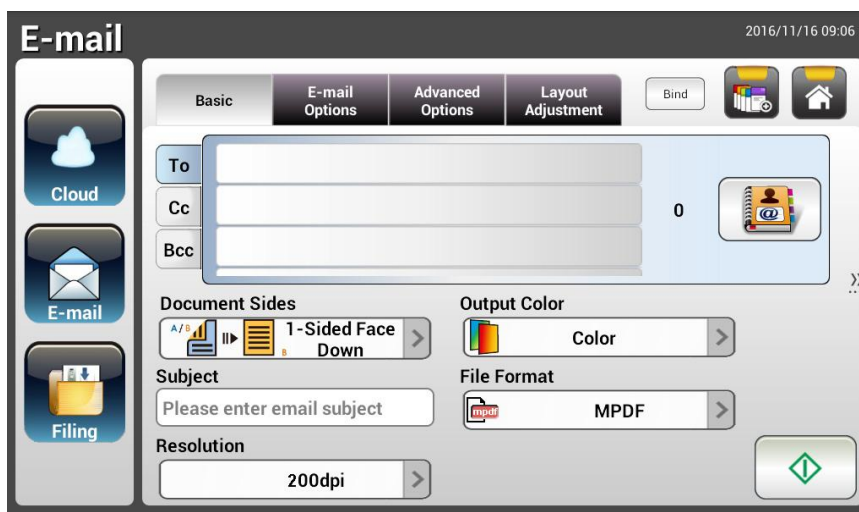 E-mail
2016/11/16 09:06
Basic
E-mail
Options
Advanced
Options
Layout
Adjustment
Bind
Cloud
E-mail
Filing
To
Cc
Bcc
0
@
Document Sides
A/B
B
1-Sided Face
Down
Output Color
Color
Subject
Please enter email subject
File Format
mpdf
MPDF
Resolution
200dpi